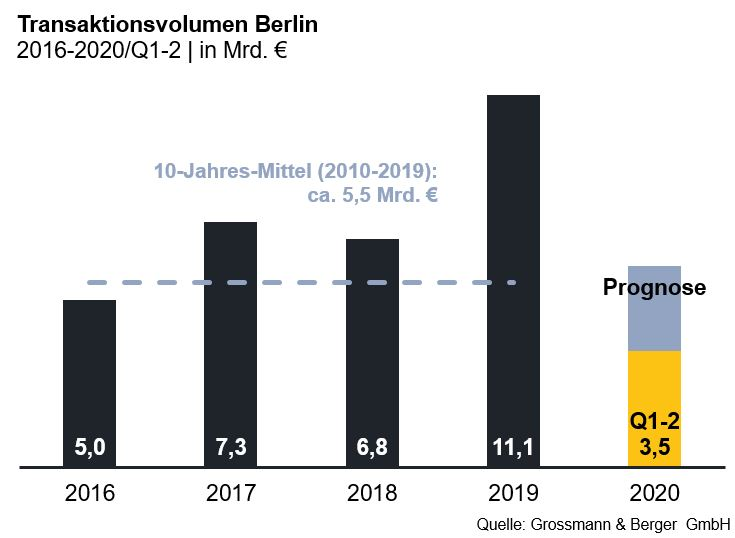 Transaktionsvolumen Berlin
2016-2020/Q1-2 | in Mrd. €
10-Jahres-Mittel (2010-2019):
ca. 5,5 Mrd. €
Prognose
Q1-2
5,0 7,3 6,8 11,1 3,5
2016 2017 2018 2019 2020
Quelle: Grossmann & Berger GmbH